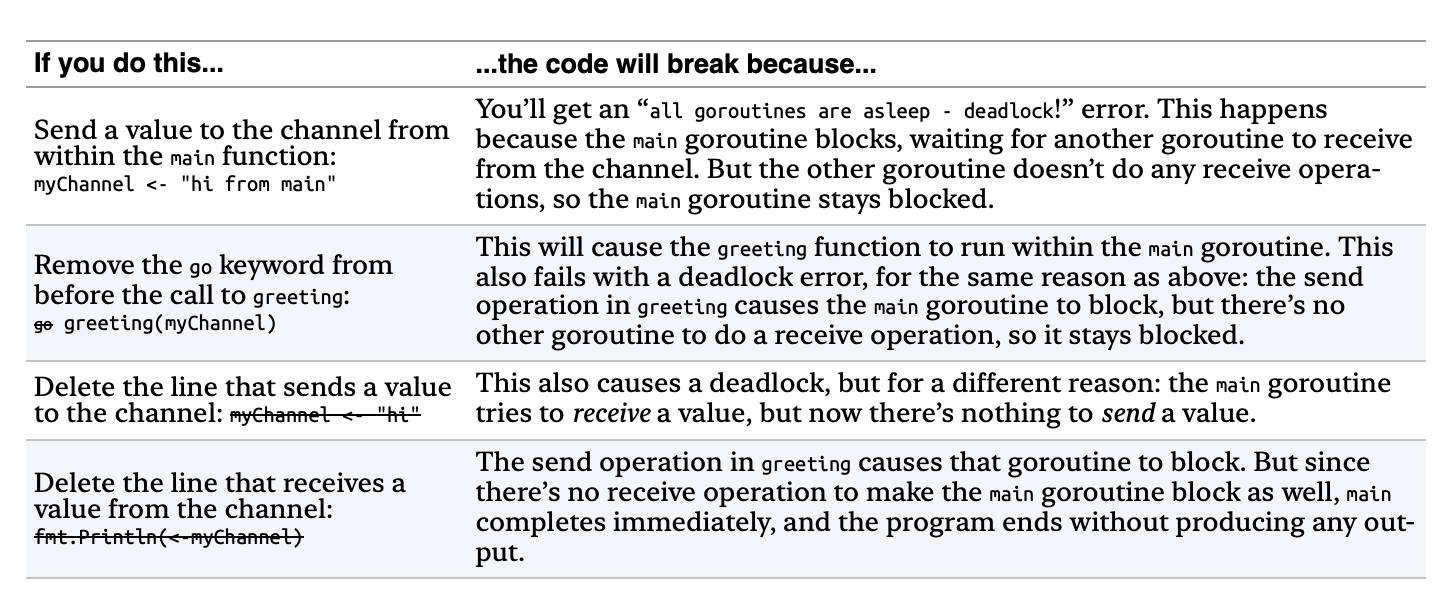 If you do this... ...the code will break because...
Send a value to the channel from
within the main function:
myChannel <- "hi from main"
You’ll get an “all goroutines are asleep - deadlock!” error. This happens
because the main goroutine blocks, waiting for another goroutine to receive
from the channel. But the other goroutine doesn’t do any receive opera-
tions, so the main goroutine stays blocked.
Remove the go keyword from
before the call to greeting:
go greeting(myChannel)
This will cause the greeting function to run within the main goroutine. This
also fails with a deadlock error, for the same reason as above: the send
operation in greeting causes the main goroutine to block, but there’s no
other goroutine to do a receive operation, so it stays blocked.
Delete the line that sends a value
to the channel: myChannel <- "hi"
This also causes a deadlock, but for a different reason: the main goroutine
tries to receive a value, but now there’s nothing to send a value.
Delete the line that receives a
value from the channel:
fmt.Println(<-myChannel)
The send operation in greeting causes that goroutine to block. But since
there’s no receive operation to make the main goroutine block as well, main
completes immediately, and the program ends without producing any out-
put.